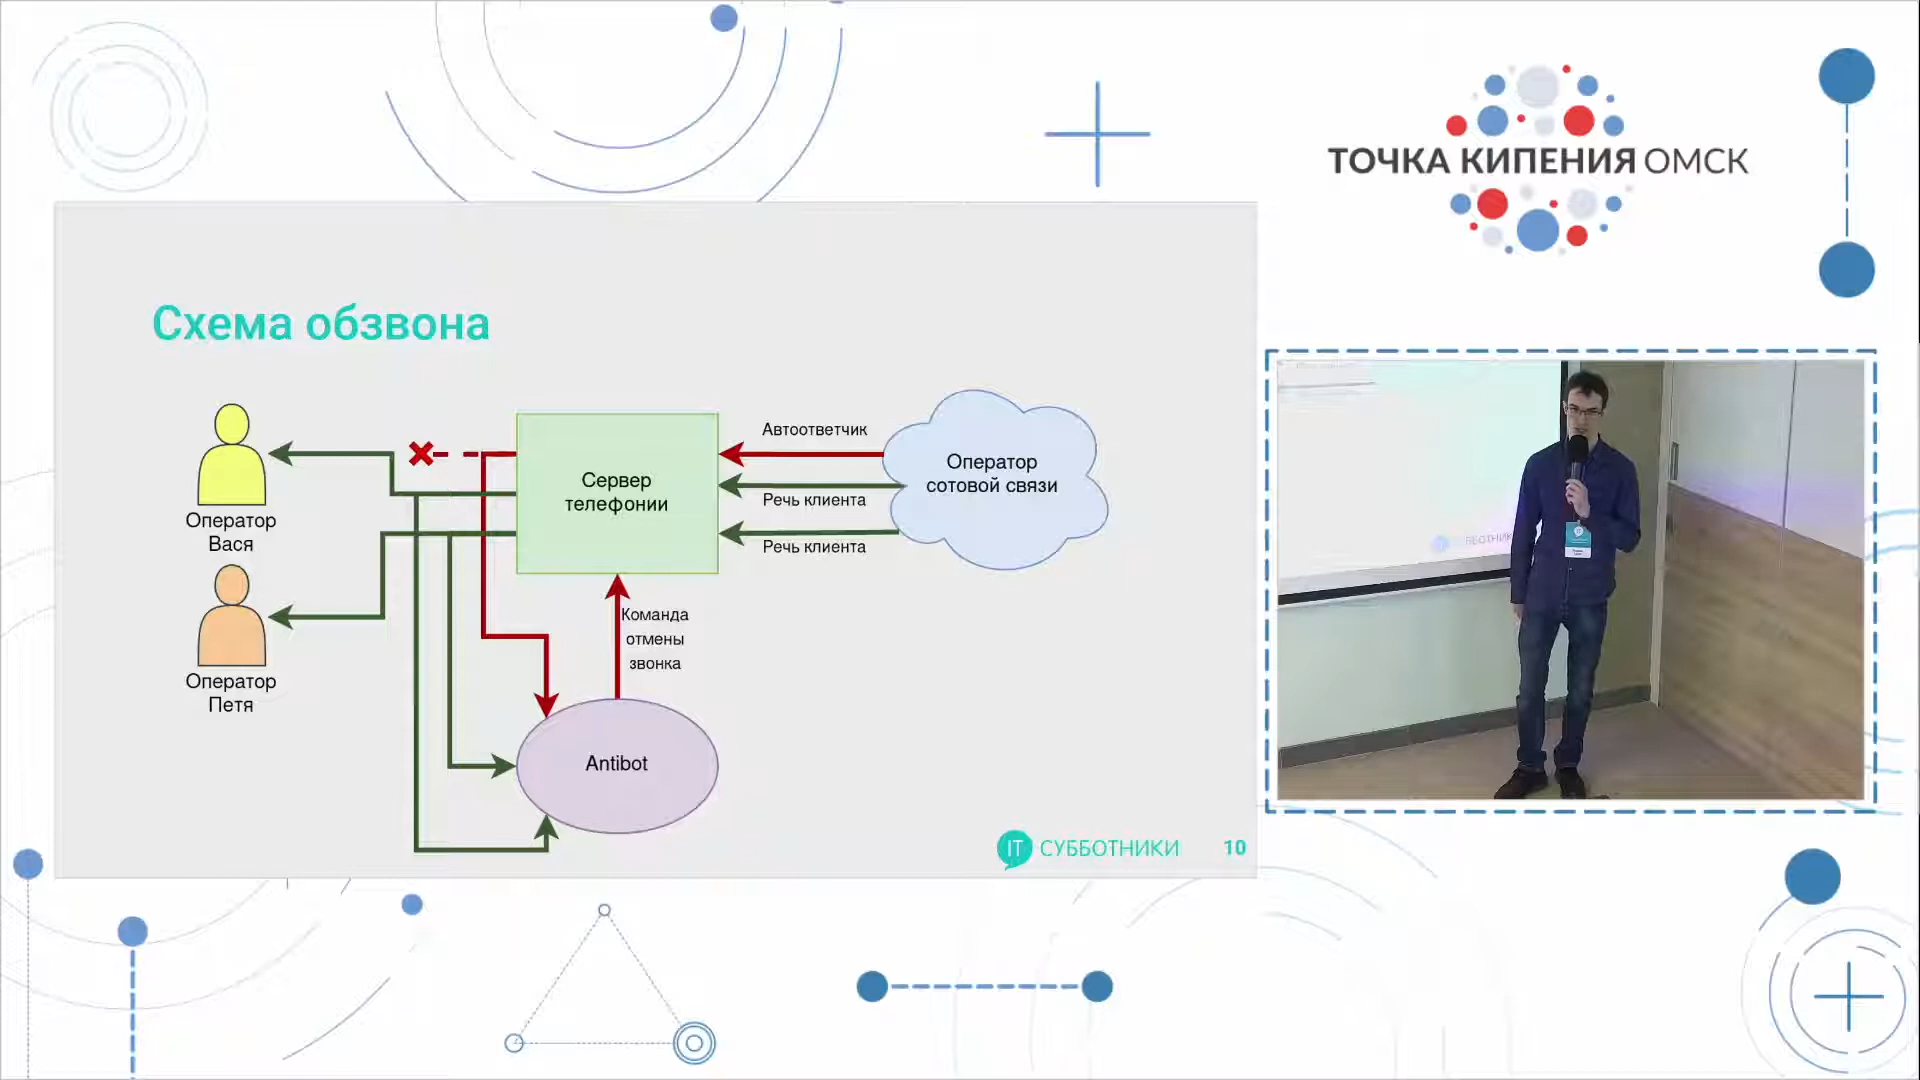 ТОЧКА КИПЕНИЯ ОМСК
Схема обзвона
Оператор
Вася
Оператор
Петя
Сервер
телефонии
Автоответчик
Речь клиента
Речь клиента
Оператор
сотовой связи
Команда
отмены
звонка
Antibot
IT СУББОТНИКИ 10